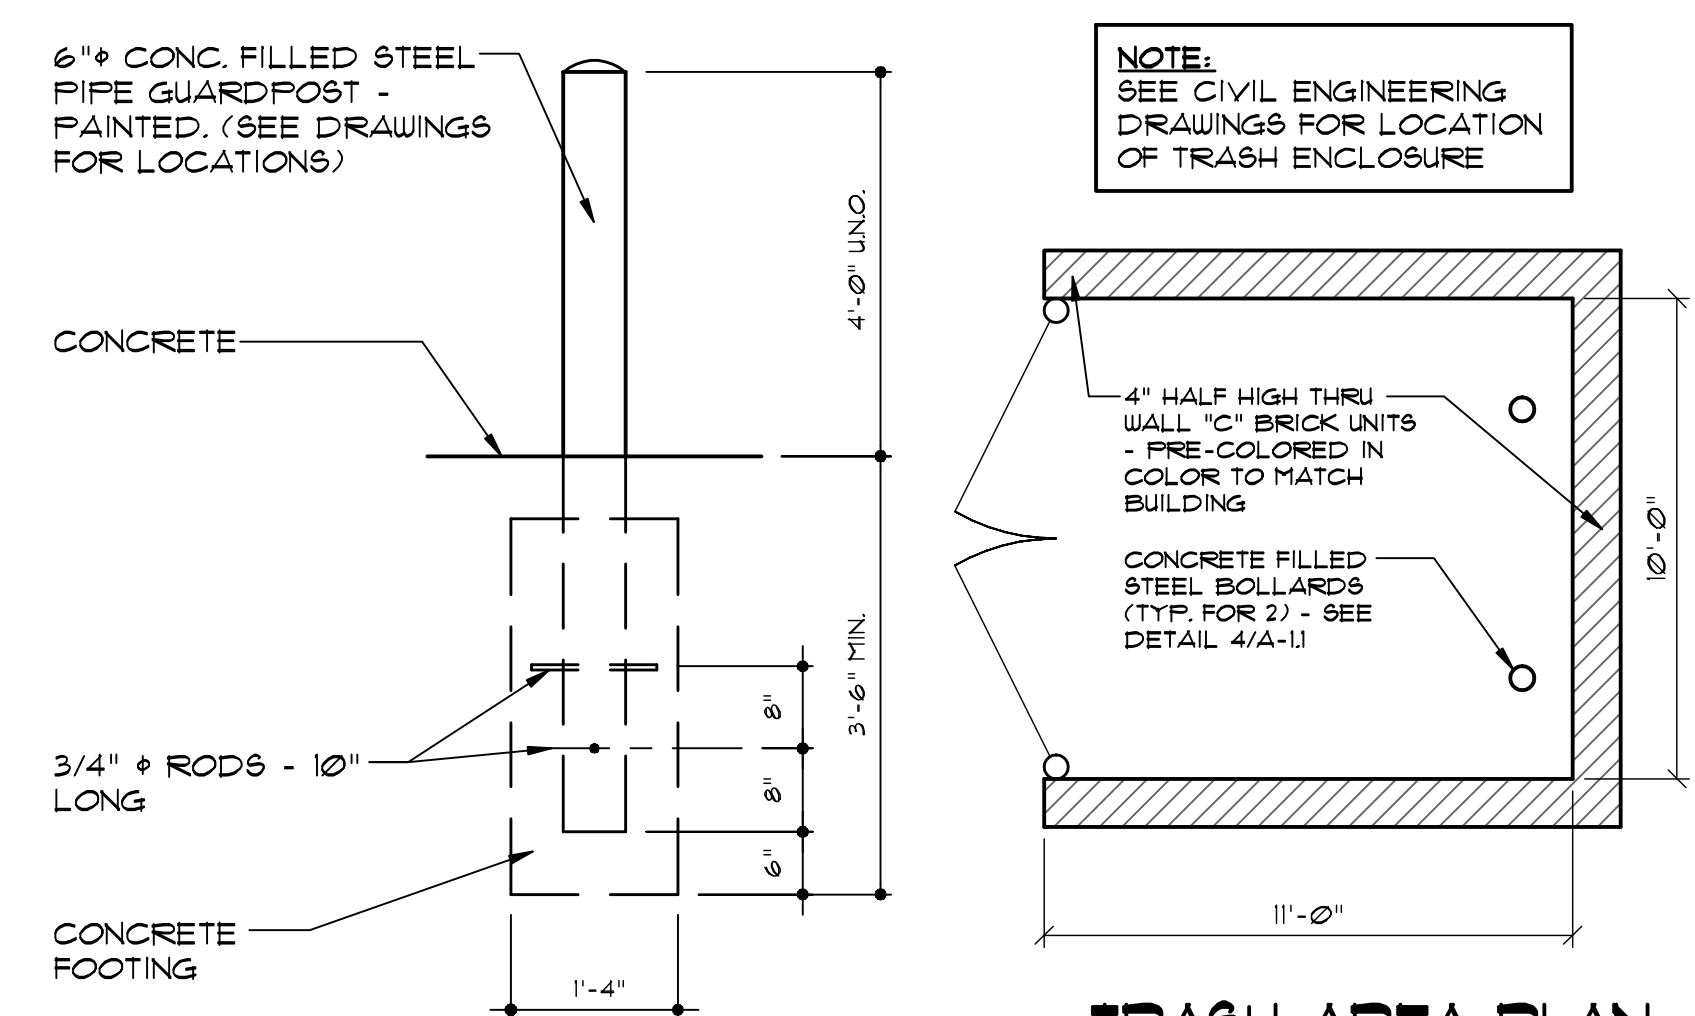 6"ϕ CONC. FILLED STEEL
PIPE GUARDPOST -
PAINTED. (SEE DRAWINGS
FOR LOCATIONS)
CONCRETE
3/4" ϕ RODS - 10"
LONG
CONCRETE
FOOTING
4'-0" U.N.O.
3'-6" MIN.
8"
8"
6"
1'-4"
NOTE:
SEE CIVIL ENGINEERING
DRAWINGS FOR LOCATION
OF TRASH ENCLOSURE
4" HALF HIGH THRU
WALL "C" BRICK UNITS
- PRE-COLORED IN
COLOR TO MATCH
BUILDING
CONCRETE FILLED
STEEL BOLLARDS
(TYP. FOR 2) - SEE
DETAIL 4/A-1.1
10'-0"
11'-0"
TRASH AREA PLAN